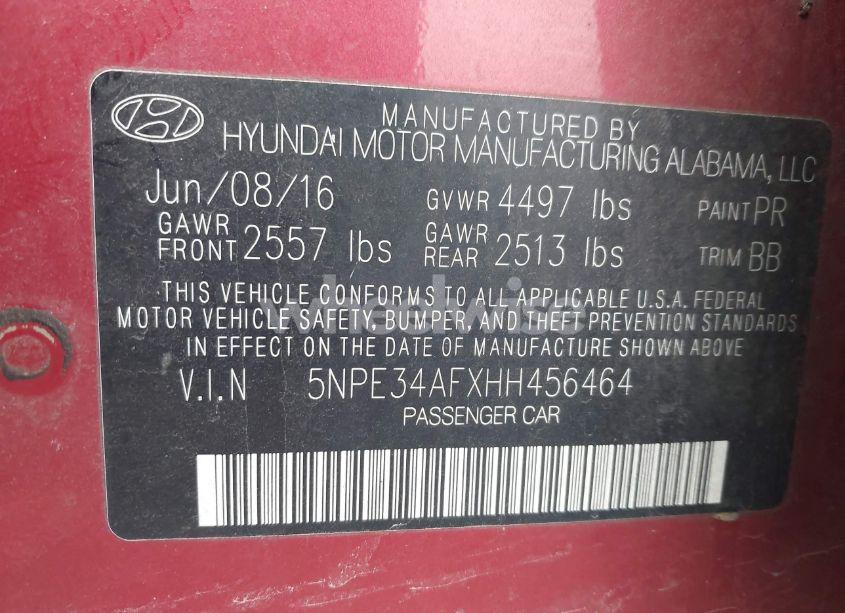 MANUFACTURED BY
HYUNDAI MOTOR MANUFACTURING ALABAMA, LLC
Jun/08/16 GVWR 4497 lbs PAINT PR
GAWR FRONT 2557 lbs GAWR REAR 2513 lbs TRIM BB
THIS VEHICLE CONFORMS TO ALL APPLICABLE U.S.A. FEDERAL
MOTOR VEHICLE SAFETY, BUMPER, AND THEFT PREVENTION STANDARDS
IN EFFECT ON THE DATE OF MANUFACTURE SHOWN ABOVE
V.I.N 5NPE34AFXHH456464
PASSENGER CAR